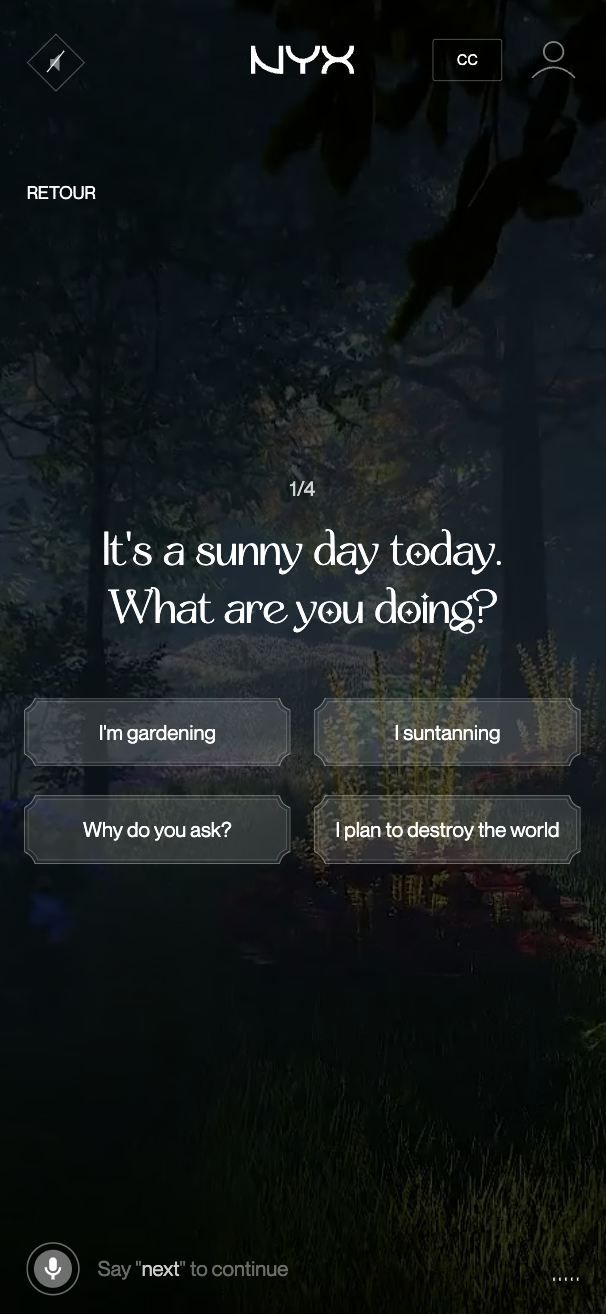 NYX
CC
RETOUR
1/4
It's a sunny day today.
What are you doing?
I'm gardening
I suntanning
Why do you ask?
I plan to destroy the world
Say "next" to continue